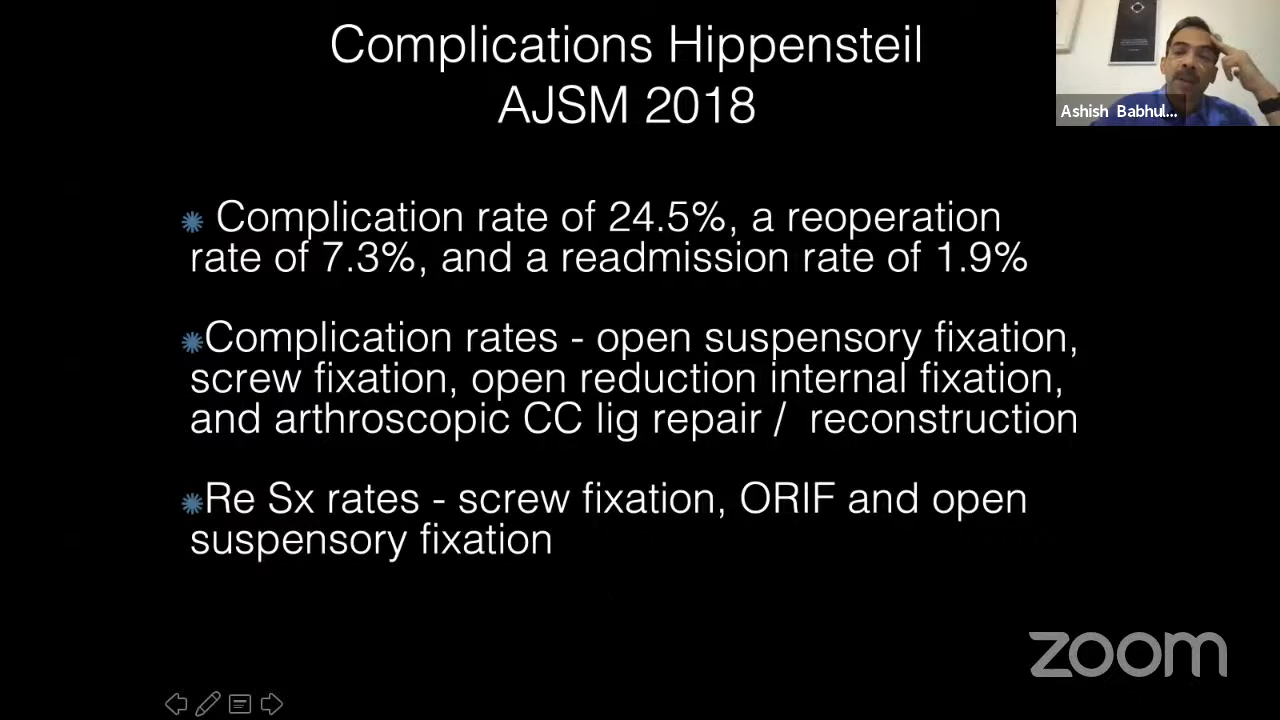 Complications Hippensteil
AJSM 2018
Ashish Babhul...
Complication rate of 24.5%, a reoperation
rate of 7.3%, and a readmission rate of 1.9%
Complication rates - open suspensory fixation,
screw fixation, open reduction internal fixation,
and arthroscopic CC lig repair / reconstruction
Re Sx rates - screw fixation, ORIF and open
suspensory fixation
zoom